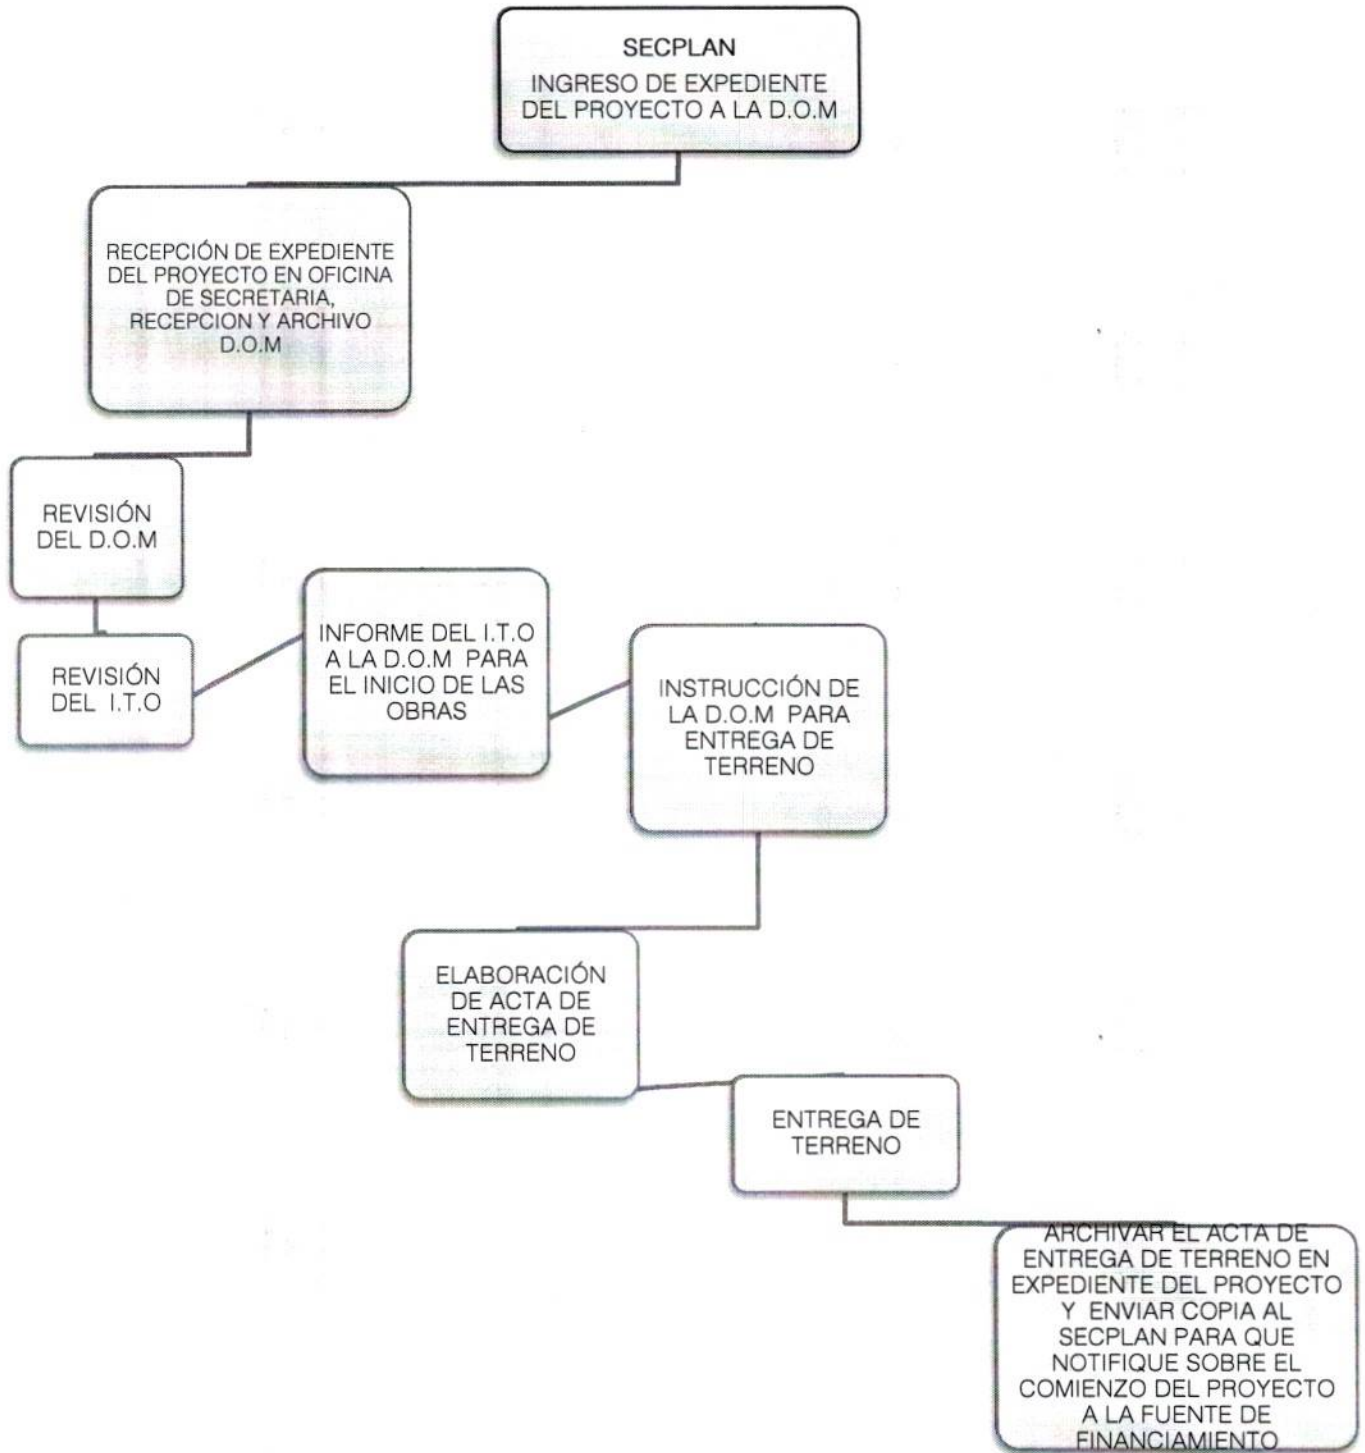 SECPLAN
INGRESO DE EXPEDIENTE
DEL PROYECTO A LA D.O.M
RECEPCIÓN DE EXPEDIENTE
DEL PROYECTO EN OFICINA
DE SECRETARIA,
RECEPCION Y ARCHIVO
D.O.M
REVISIÓN
DEL D.O.M
REVISIÓN
DEL I.T.O
INFORME DEL I.T.O
A LA D.O.M PARA
EL INICIO DE LAS
OBRAS
INSTRUCCIÓN DE
LA D.O.M PARA
ENTREGA DE
TERRENO
ELABORACIÓN
DE ACTA DE
ENTREGA DE
TERRENO
ENTREGA DE
TERRENO
ARCHIVAR EL ACTA DE
ENTREGA DE TERRENO EN
EXPEDIENTE DEL PROYECTO
Y ENVIAR COPIA AL
SECPLAN PARA QUE
NOTIFIQUE SOBRE EL
COMIENZO DEL PROYECTO
A LA FUENTE DE
FINANCIAMIENTO